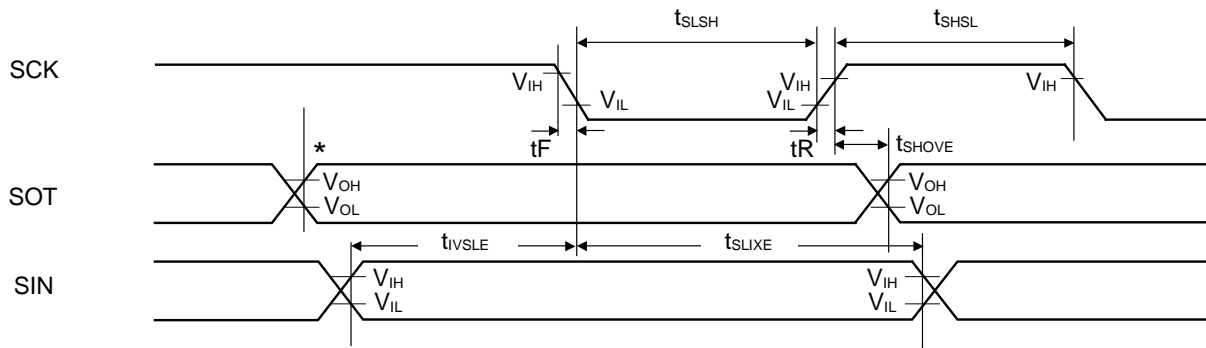 tSLSH tSHSL
SCK VIH VIL VIH VIL VIH
tF tR tSHOVE
*
SOT VOH VOL VOH VOL
tIVSLE tSLIXE
SIN VIH VIL VIH VIL